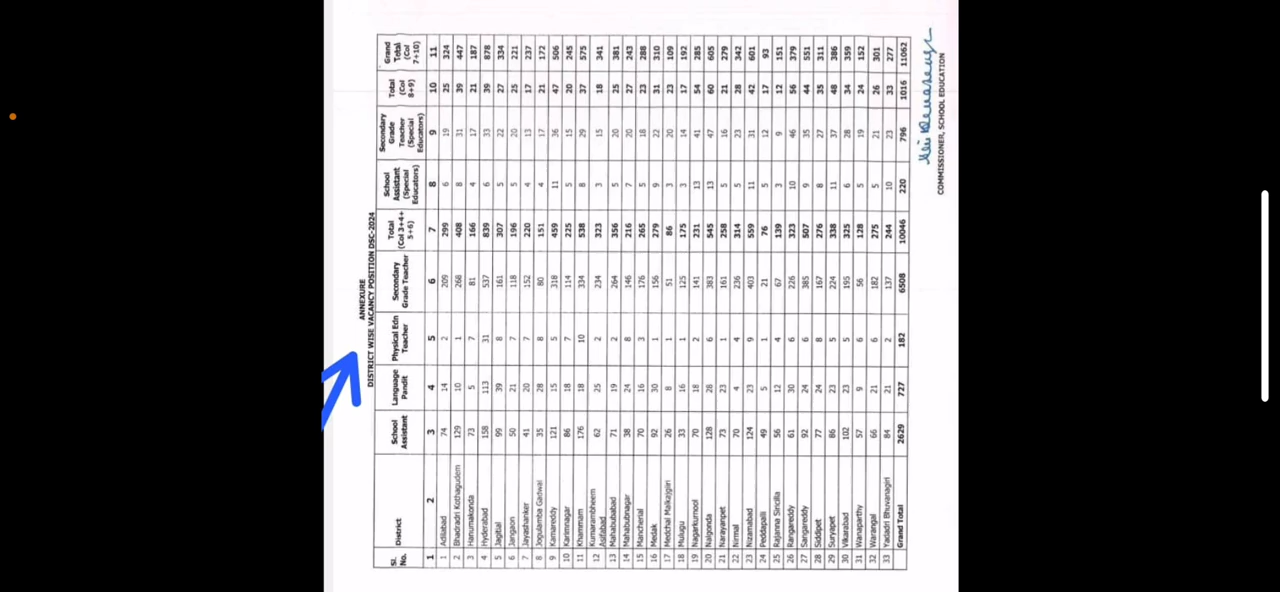 ANNEXURE
DISTRICT WISE VACANCY POSITION DSC-2024
Sl. No. District School Assistant Language Pandit Physical Edn Teacher Secondary Grade Teacher Total (Col 3+4+ 5+6) School Assistant (Special Educators) Secondary Grade Teacher (Special Educators) Total (Col 8+9) Grand Total (Col 7+10)
1 2 3 4 5 6 7 8 9 10 11
1 Adilabad 74 14 2 209 299 6 19 25 324
2 Bhadradri Kothagudem 129 10 1 268 408 8 31 39 447
3 Hanumakonda 73 5 7 81 166 4 17 21 187
4 Hyderabad 158 113 31 537 839 6 33 39 878
5 Jagitial 99 39 8 161 307 5 22 27 334
6 Jangaon 50 21 7 118 196 5 20 25 221
7 Jayashanker 41 20 7 152 220 4 13 17 237
8 Jogulamba Gadwal 35 28 8 80 151 4 17 21 172
9 Kamareddy 121 15 5 318 459 11 36 47 506
10 Karimnagar 86 18 7 114 225 5 15 20 245
11 Khammam 176 18 10 334 538 8 29 37 575
12 Kumarambheem Asifabad 62 25 2 234 323 3 15 18 341
13 Mahabubabad 71 19 2 264 356 5 20 25 381
14 Mahabubnagar 38 24 8 146 216 7 20 27 243
15 Mancherial 70 16 3 176 265 5 18 23 288
16 Medak 92 30 1 156 279 9 22 31 310
17 Medchal Malkajgiri 26 8 1 51 86 3 20 23 109
18 Mulugu 33 16 1 125 175 3 14 17 192
19 Nagarkurnool 70 18 2 141 231 13 41 54 285
20 Nalgonda 128 28 6 383 545 13 47 60 605
21 Narayanpet 73 23 1 161 258 5 16 21 279
22 Nirmal 70 4 4 236 314 5 23 28 342
23 Nizamabad 124 23 9 403 559 11 31 42 601
24 Peddapalli 49 5 1 21 76 5 12 17 93
25 Rajanna Siricilla 56 12 4 67 139 3 9 12 151
26 Rangareddy 61 30 6 226 323 10 46 56 379
27 Sangareddy 92 24 6 385 507 9 35 44 551
28 Siddipet 77 24 8 167 276 8 27 35 311
29 Suryapet 86 23 5 224 338 11 37 48 386
30 Vikarabad 102 23 5 195 325 6 28 34 359
31 Wanaparthy 57 9 6 56 128 5 19 24 152
32 Warangal 66 21 6 182 275 5 21 26 301
33 Yadadri Bhuvanagiri 84 21 2 137 244 10 23 33 277
Grand Total 2629 727 182 6508 10046 220 796 1016 11062
COMMISSIONER, SCHOOL EDUCATION